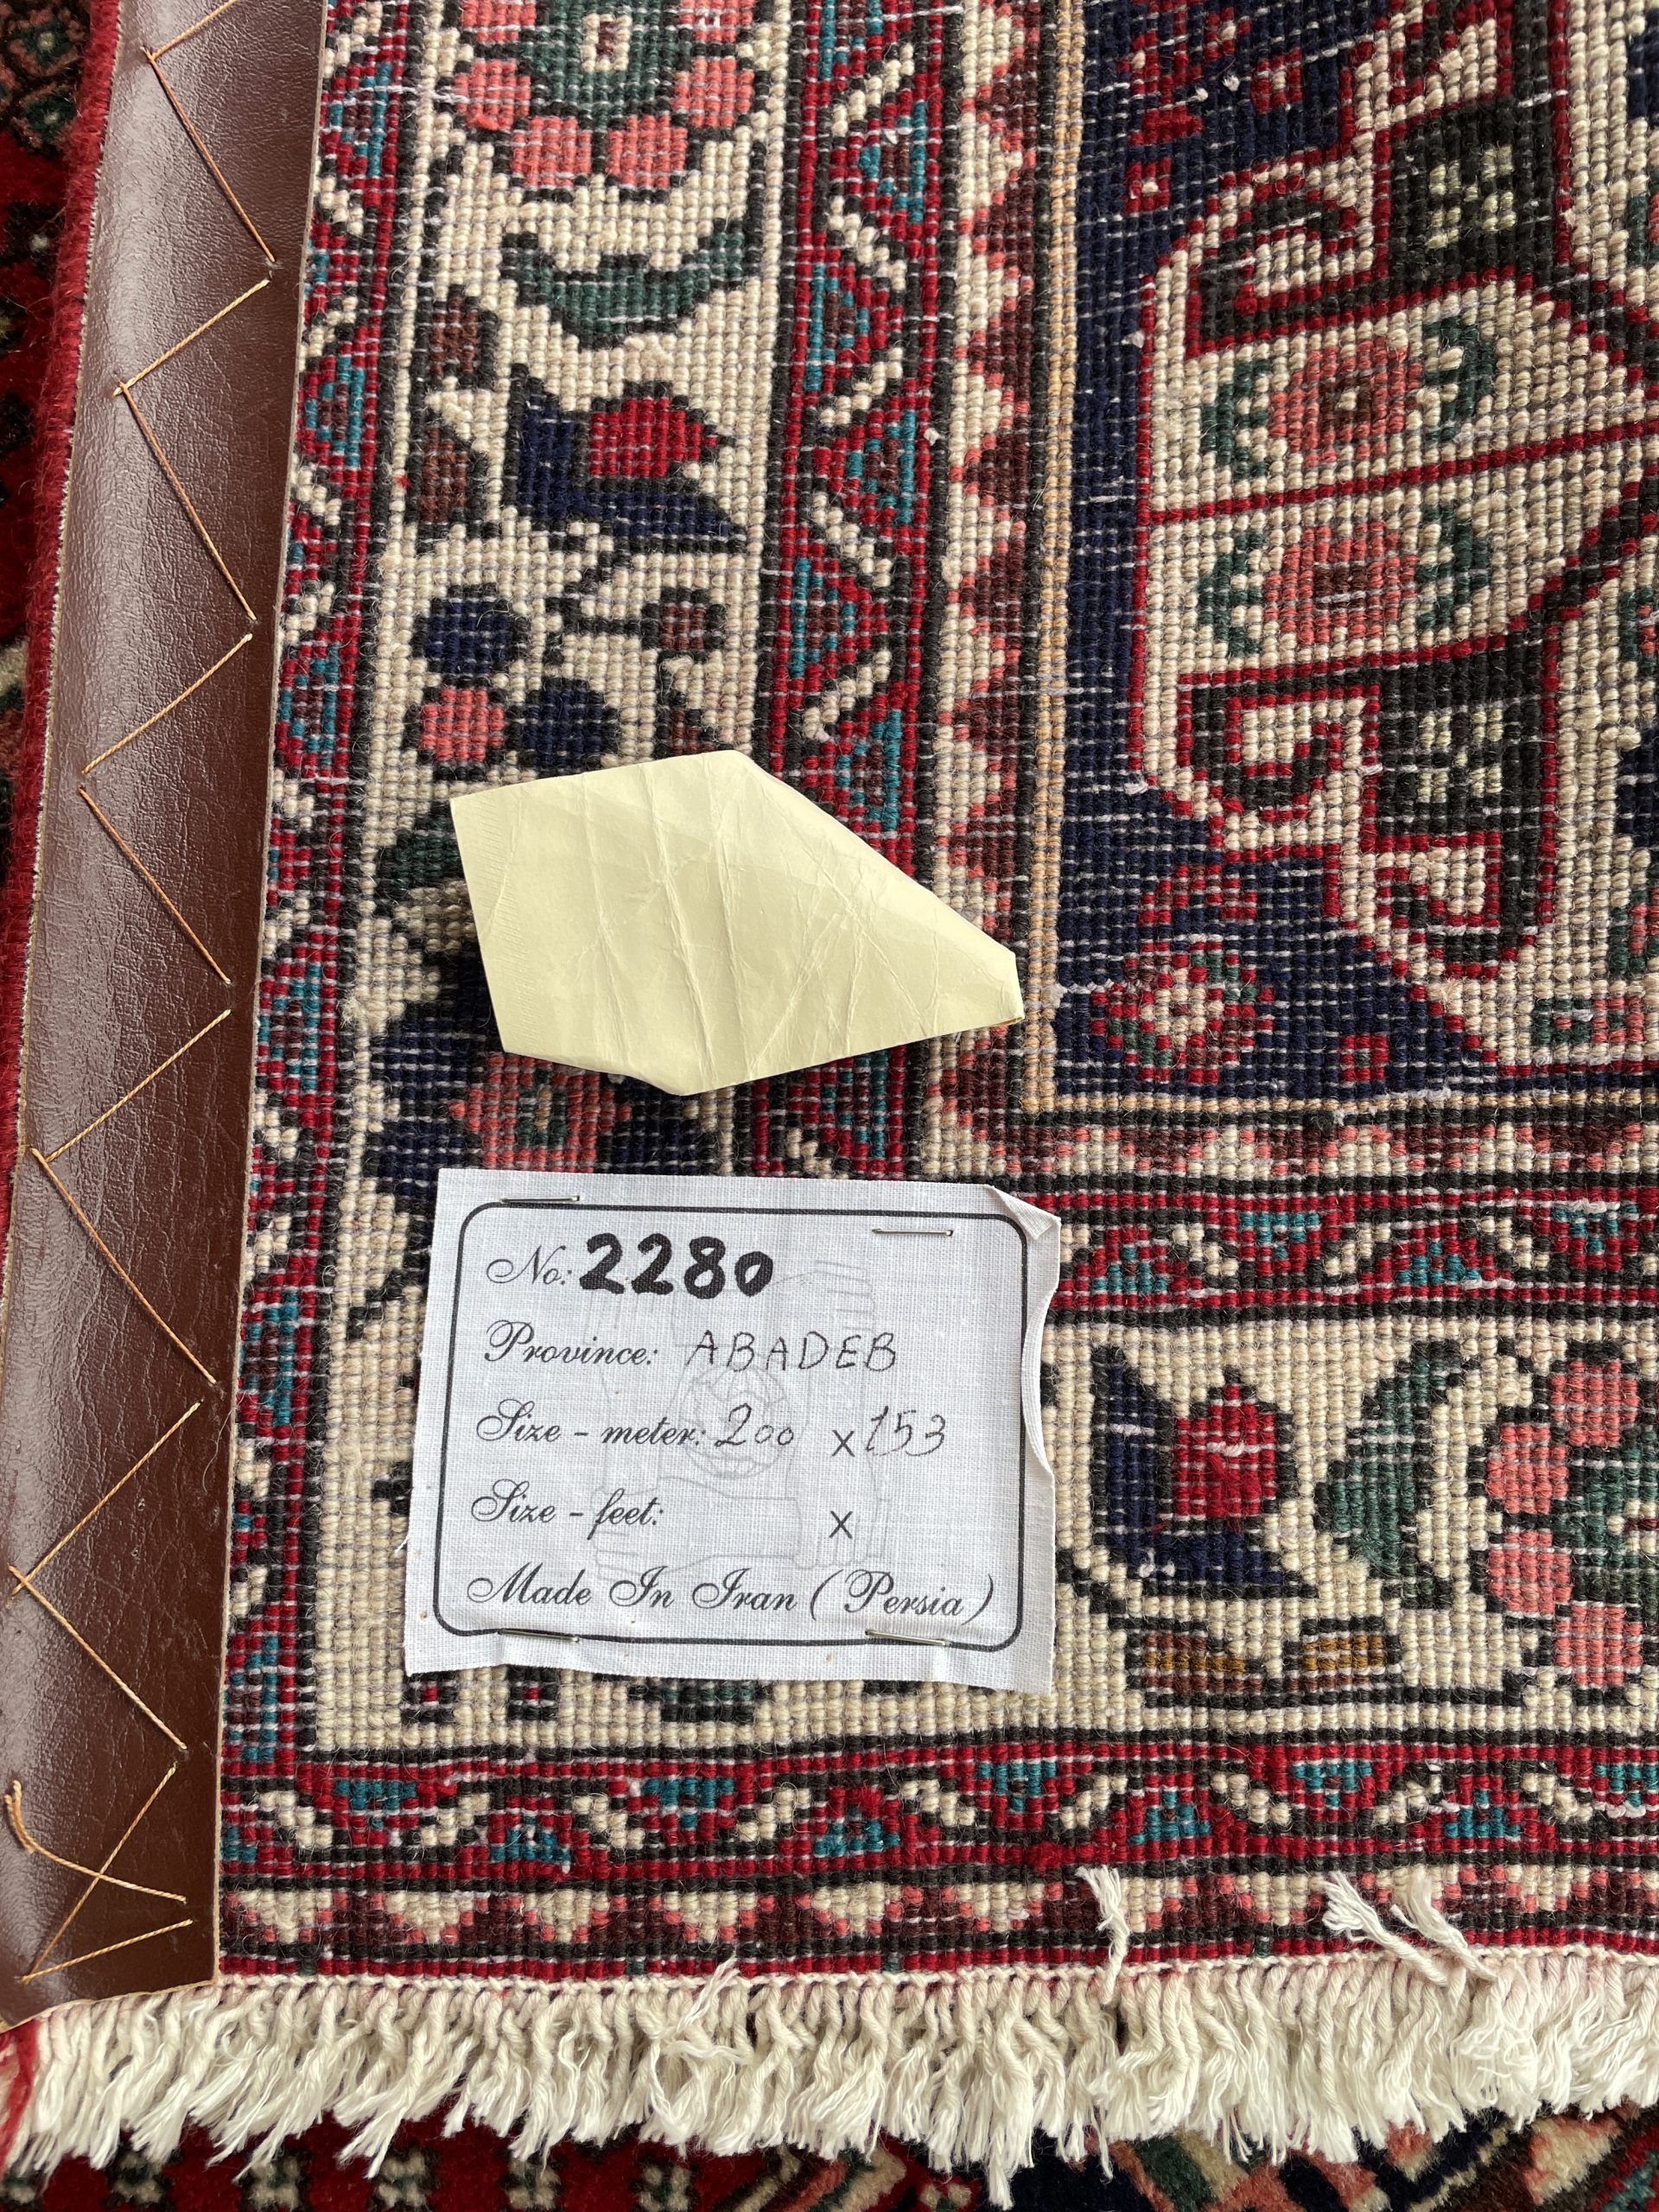 No: 2280
Province: ABADEB
Size - meter: 200 x 153
Size - feet: x
Made In Iran ( Persia )